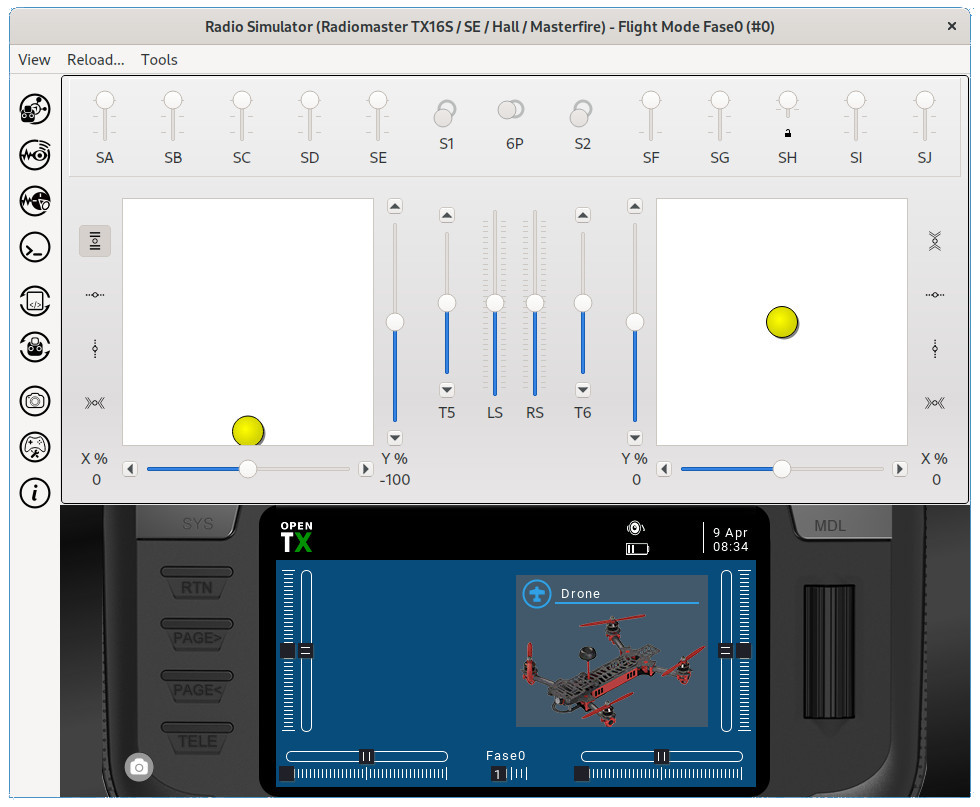 Radio Simulator (Radiomaster TX16S / SE / Hall / Masterfire) - Flight Mode Fase0 (#0)
View Reload... Tools
SA SB SC SD SE S1 6P S2 SF SG SH SI SJ
T5 LS RS T6
X % Y % Y % X %
0 -100 0 0
SYS MDL
OPEN
TX
9 Apr
08:34
RTN
PAGE>
PAGE<
TELE
Drone
Fase0
1